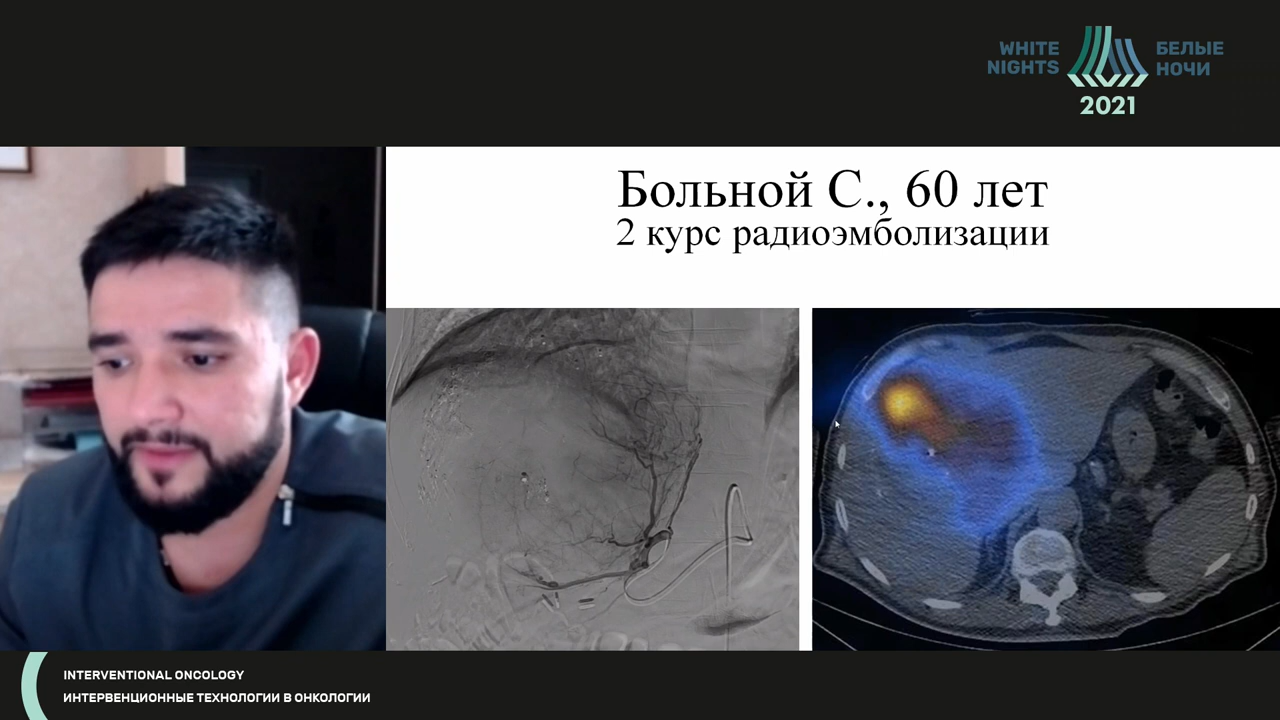 WHITE NIGHTS
БЕЛЫЕ НОЧИ
2021
Больной С., 60 лет
2 курс радиоэмболизации
INTERVENTIONAL ONCOLOGY
ИНТЕРВЕНЦИОННЫЕ ТЕХНОЛОГИИ В ОНКОЛОГИИ